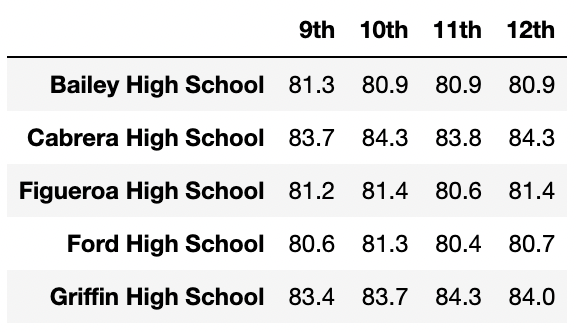 9th 10th 11th 12th
Bailey High School 81.3 80.9 80.9 80.9
Cabrera High School 83.7 84.3 83.8 84.3
Figueroa High School 81.2 81.4 80.6 81.4
Ford High School 80.6 81.3 80.4 80.7
Griffin High School 83.4 83.7 84.3 84.0